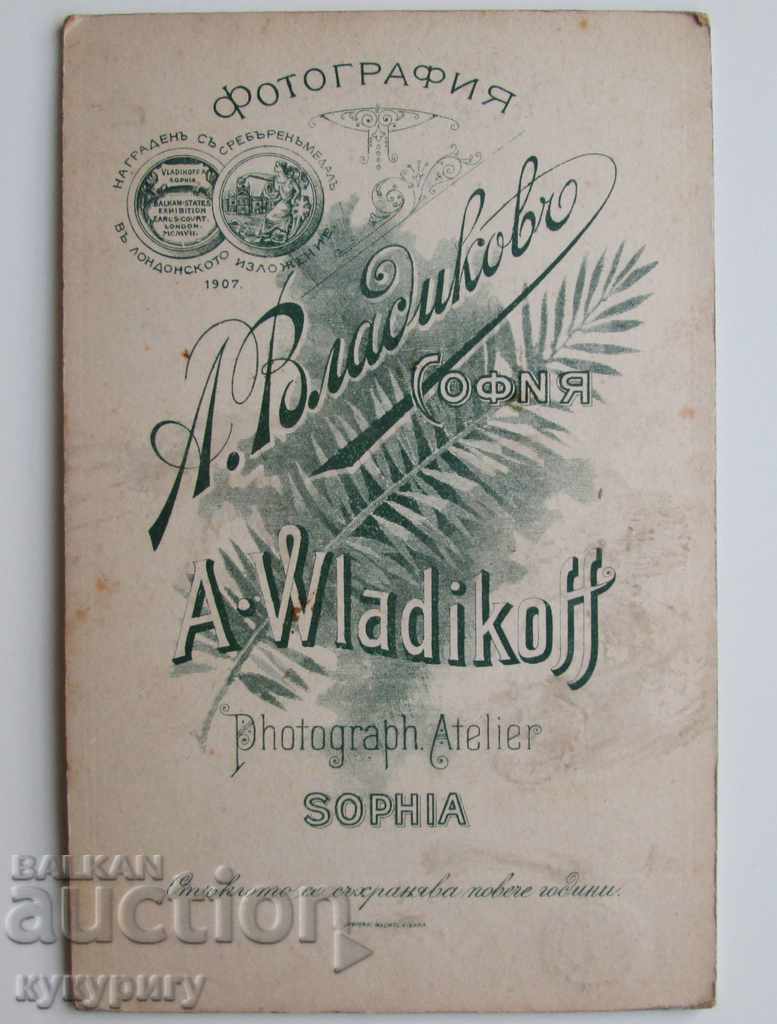 ФОТОГРАФИЯ
НАГРАДЕНЪ СЪ СРЕБЪРЕНЪ МЕДАЛЪ
VLADIKOFF A.
SOPHIA
BALKAN-STATES
EXHIBITION
EARL'S-COURT.
LONDON.
MCMVII.
ВЪ ЛОНДОНСКОТО ИЗЛОЖЕНИЕ
1907.
А. Владиковъ
СОФИЯ
A. Wladikoff
Photograph. Atelier
SOPHIA
Стъклото се съхранява повече години.
BALKAN
auction
кукуригу